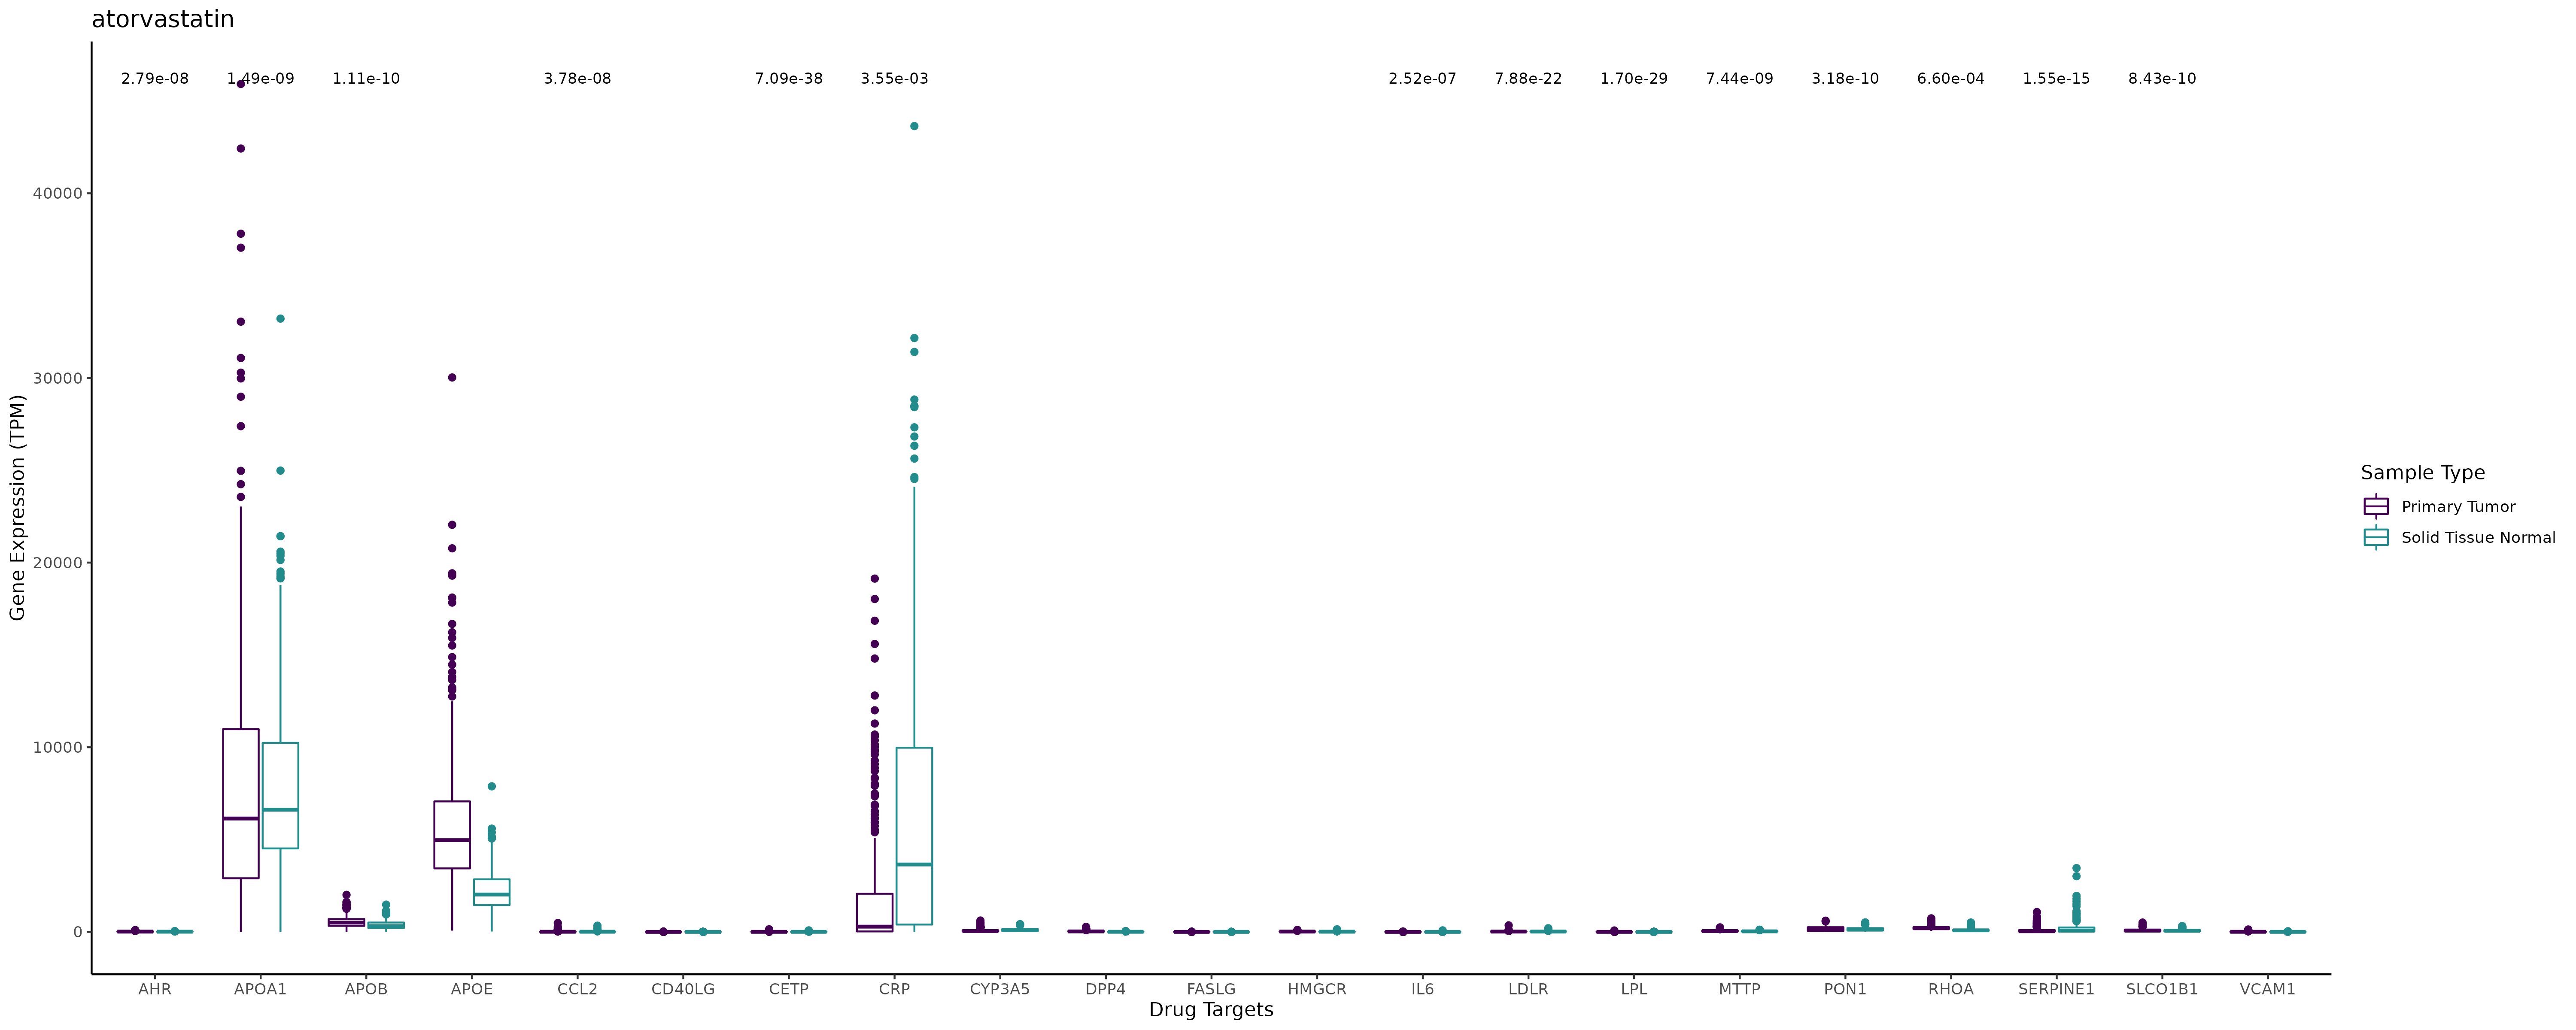 atorvastatin
2.79e-08 1.49e-09 1.11e-10 3.78e-08 7.09e-38 3.55e-03 2.52e-07 7.88e-22 1.70e-29 7.44e-09 3.18e-10 6.60e-04 1.55e-15 8.43e-10
40000
30000
20000
10000
0
Gene Expression (TPM)
AHR APOA1 APOB APOE CCL2 CD40LG CETP CRP CYP3A5 DPP4 FASLG HMGCR IL6 LDLR LPL MTTP PON1 RHOA SERPINE1 SLCO1B1 VCAM1
Drug Targets
Sample Type
Primary Tumor
Solid Tissue Normal